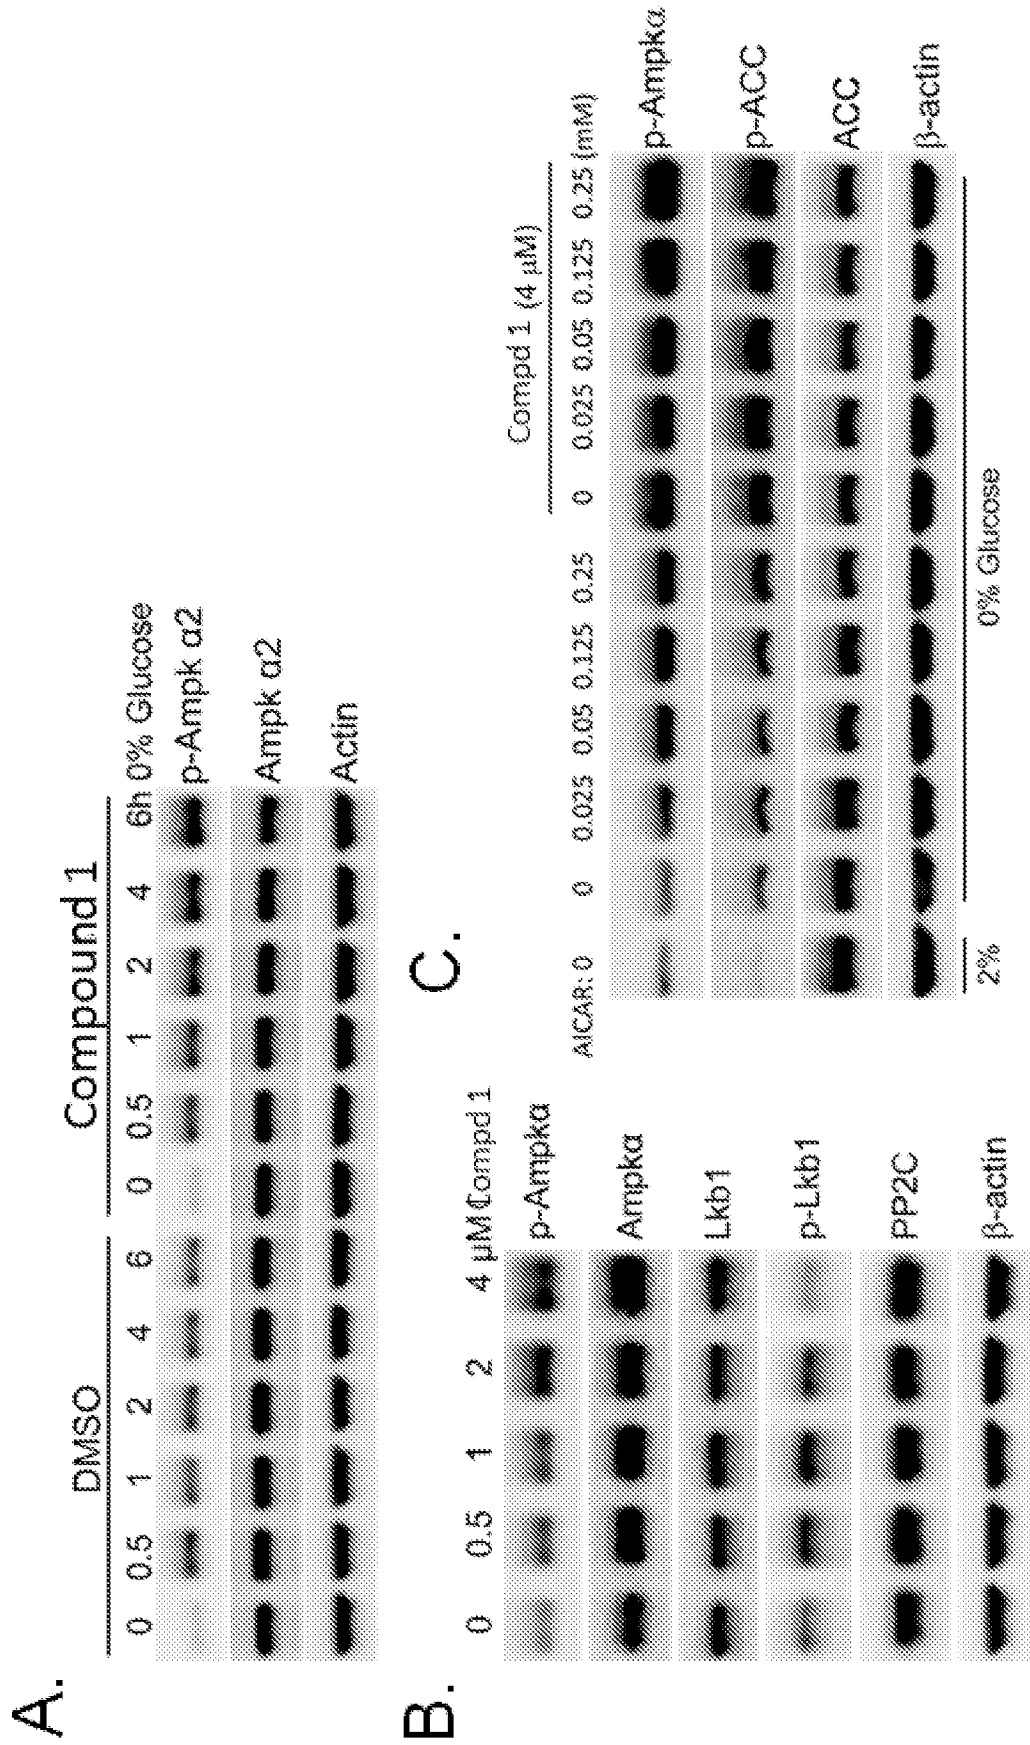 A.
DMSO Compound 1
0 0.5 1 2 4 6 0 0.5 1 2 4 6h 0% Glucose
p-Ampk α2
Ampk α2
Actin
B.
0 0.5 1 2 4 μM Compd 1
p-Ampkα
Ampkα
Lkb1
p-Lkb1
PP2C
β-actin
C.
Compd 1 (4 μM)
AICAR: 0 0 0.025 0.05 0.125 0.25 0 0.025 0.05 0.125 0.25 (mM)
p-Ampkα
p-ACC
ACC
β-actin
2% 0% Glucose